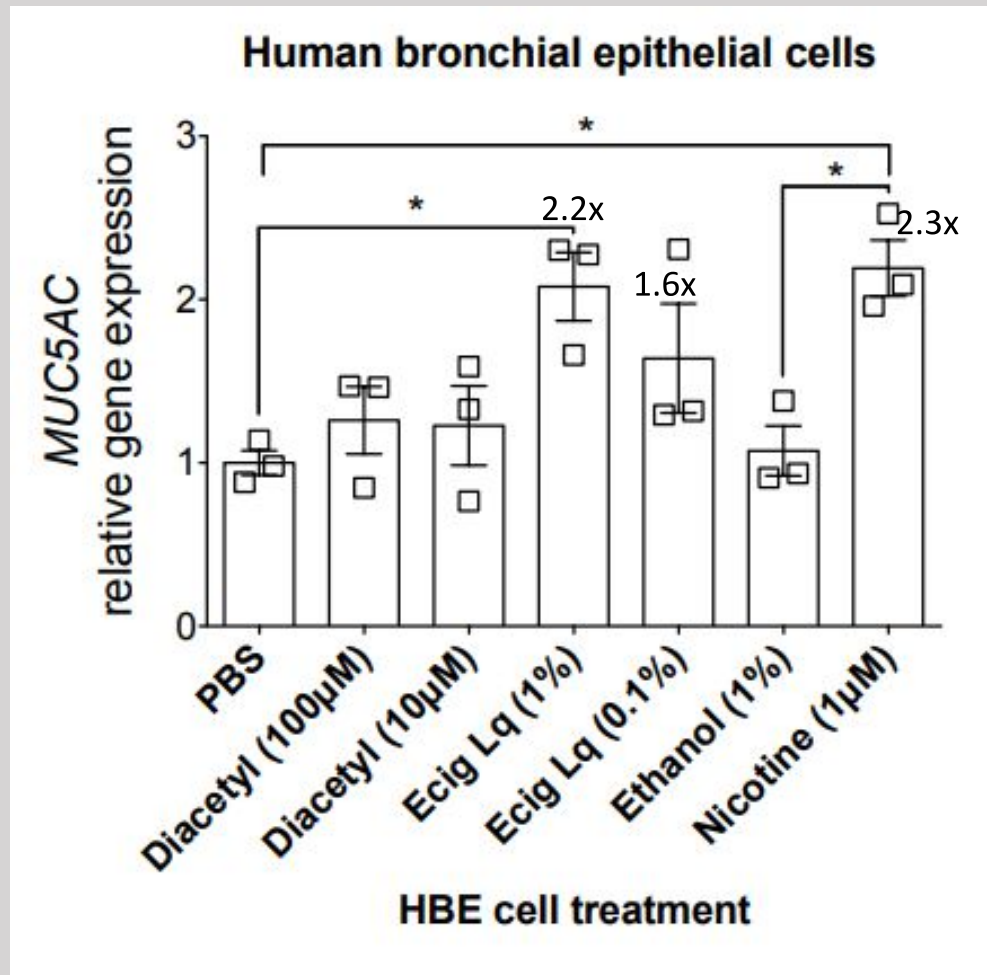 Human bronchial epithelial cells
MUC5AC
relative gene expression
3
2
1
0
*
*
*
2.2x
2.3x
1.6x
PBS
Diacetyl (100µM)
Diacetyl (10µM)
Ecig Lq (1%)
Ecig Lq (0.1%)
Ethanol (1%)
Nicotine (1µM)
HBE cell treatment